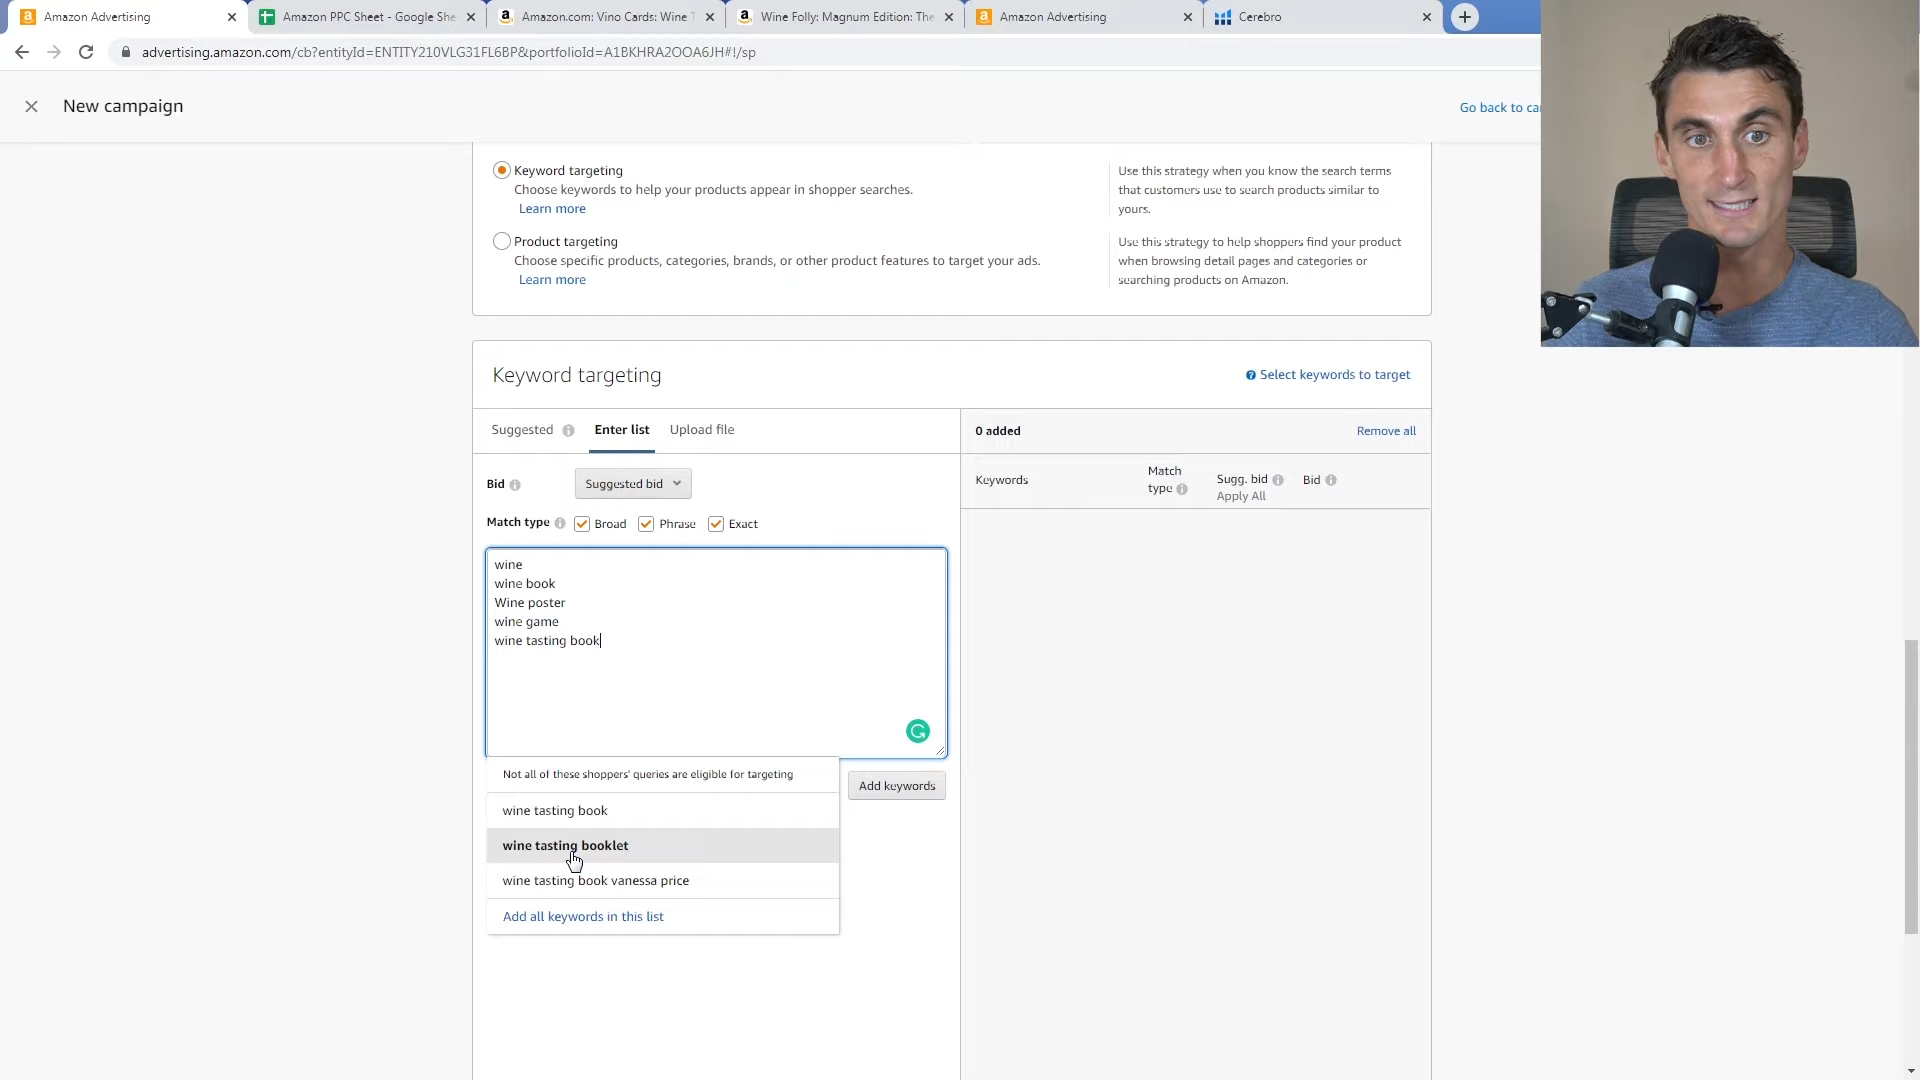 Amazon Advertising
Amazon PPC Sheet - Google She
Amazon.com: Vino Cards: Wine T
Wine Folly: Magnum Edition: The
Amazon Advertising
Cerebro
advertising.amazon.com/cb?entityId=ENTITY210VLG31FL6BP&portfolioId=A1BKHRA2OOA6JH#!/sp
New campaign
Go back to ca
Keyword targeting
Choose keywords to help your products appear in shopper searches.
Learn more
Use this strategy when you know the search terms
that customers use to search products similar to
yours.
Product targeting
Choose specific products, categories, brands, or other product features to target your ads.
Learn more
Use this strategy to help shoppers find your product
when browsing detail pages and categories or
searching products on Amazon.
Keyword targeting
Select keywords to target
Suggested
Enter list
Upload file
0 added
Remove all
Bid
Suggested bid
Keywords
Match
type
Sugg. bid
Apply All
Bid
Match type
Broad
Phrase
Exact
wine
wine book
Wine poster
wine game
wine tasting book
Not all of these shoppers' queries are eligible for targeting
Add keywords
wine tasting book
wine tasting booklet
wine tasting book vanessa price
Add all keywords in this list